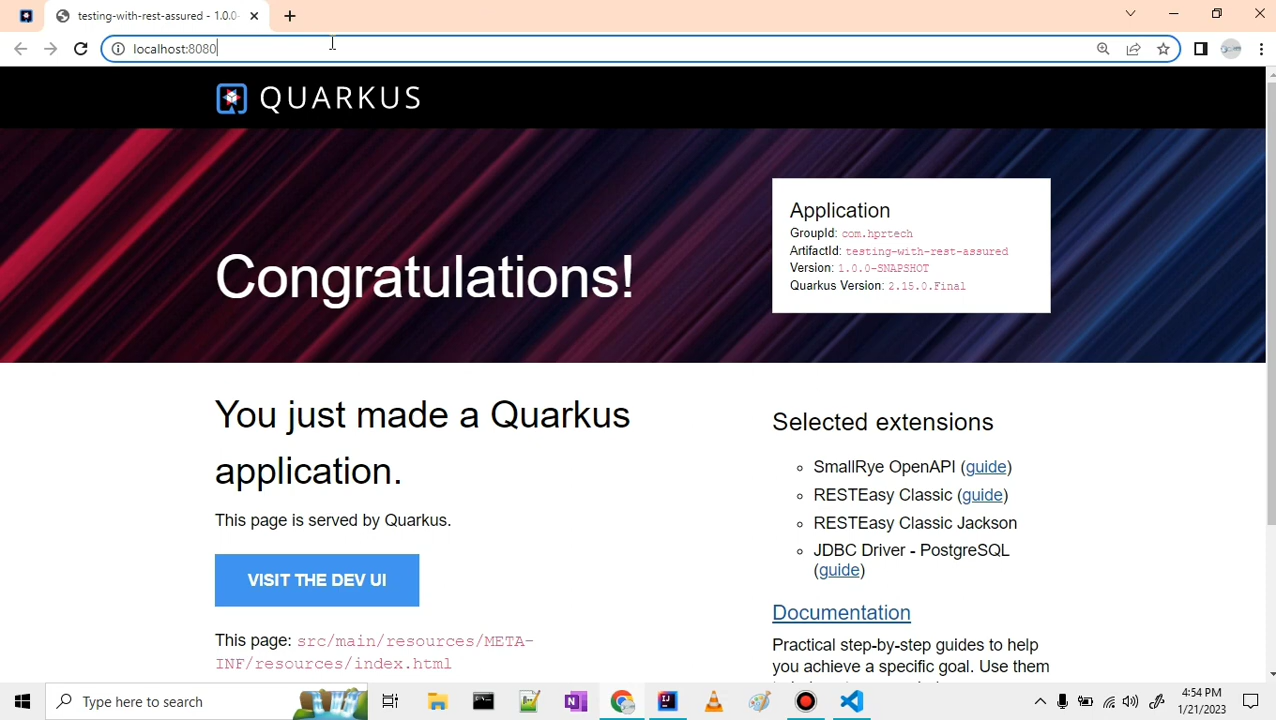 testing-with-rest-assured - 1.0.0-
localhost:8080
QUARKUS
Congratulations!
Application
GroupId: com.hprtech
ArtifactId: testing-with-rest-assured
Version: 1.0.0-SNAPSHOT
Quarkus Version: 2.15.0.Final
You just made a Quarkus
application.
This page is served by Quarkus.
VISIT THE DEV UI
This page: src/main/resources/META-
INF/resources/index.html
Selected extensions
SmallRye OpenAPI (guide)
RESTEasy Classic (guide)
RESTEasy Classic Jackson
JDBC Driver - PostgreSQL
(guide)
Documentation
Practical step-by-step guides to help
you achieve a specific goal. Use them
Type here to search
4:54 PM
1/21/2023